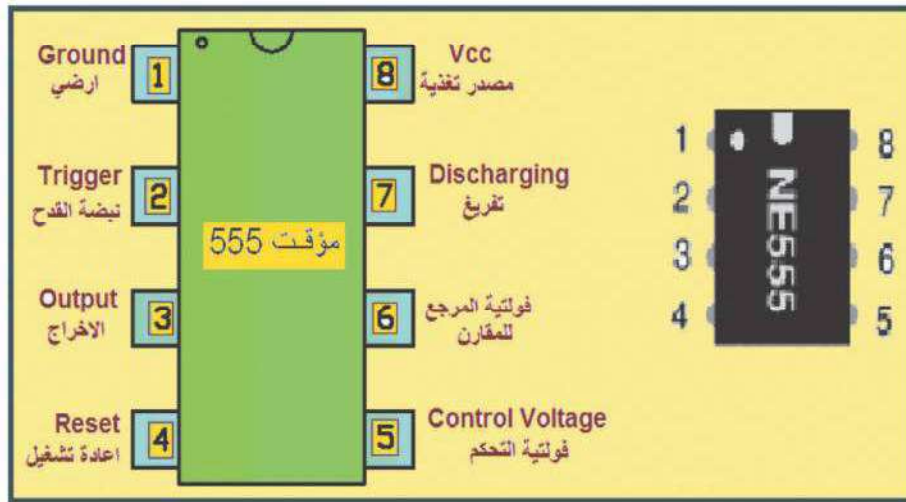 Ground
ارضي
1
8
Vcc
مصدر تغذية
Trigger
نبضة القدح
2
7
Discharging
تفريغ
مؤقت 555
Output
الاخراج
3
6
فولتية المرجع
للمقارن
Reset
اعادة تشغيل
4
5
Control Voltage
فولتية التحكم
1
8
2
7
3
6
4
5
NE555